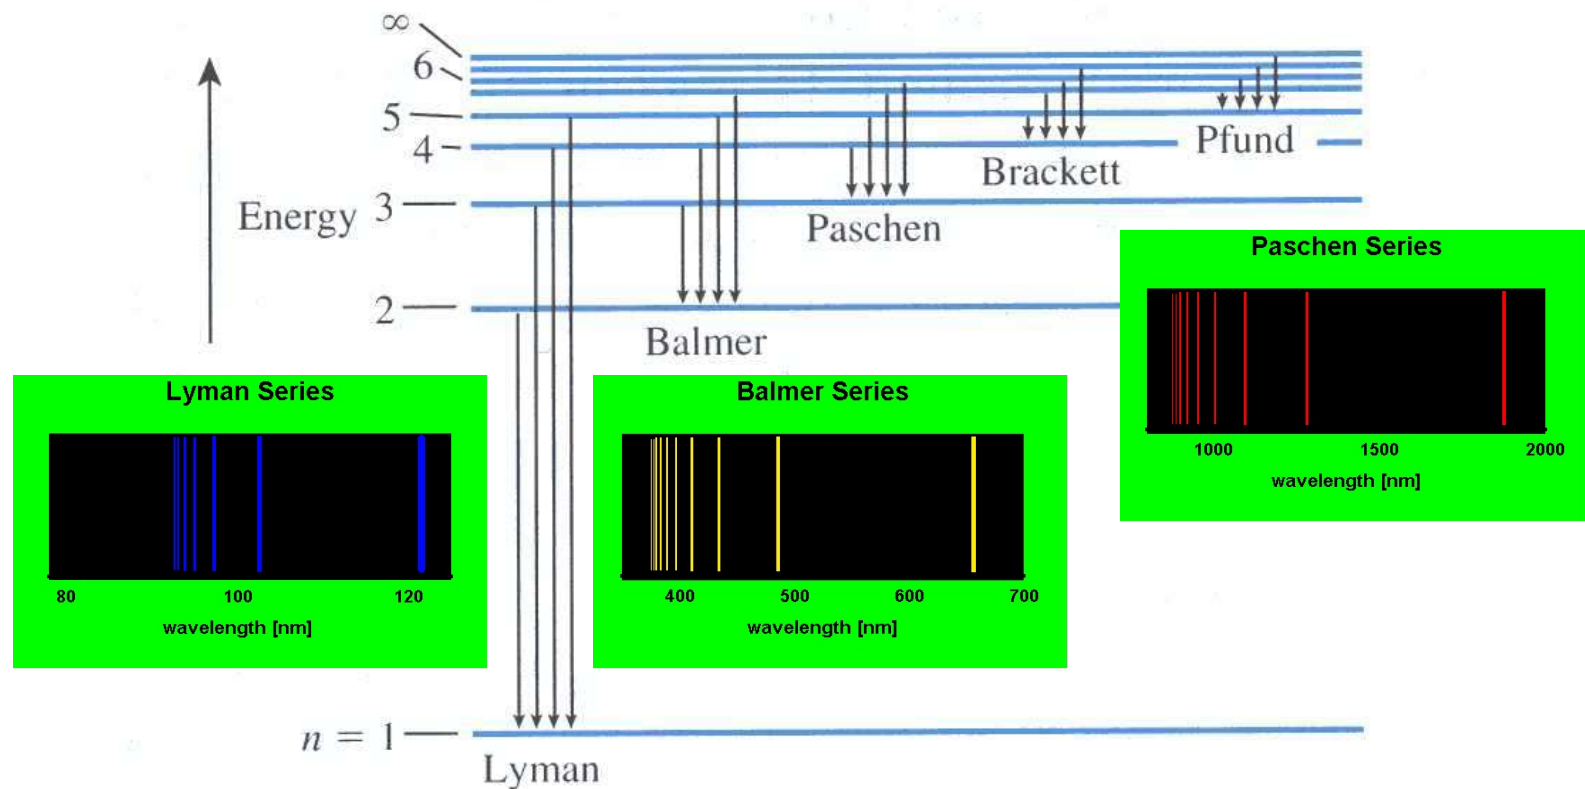 ∞
6
5
4
Pfund
Brackett
Energy
3
Paschen
Paschen Series
1000 1500 2000
wavelength [nm]
2
Balmer
Lyman Series
80 100 120
wavelength [nm]
Balmer Series
400 500 600 700
wavelength [nm]
n = 1
Lyman